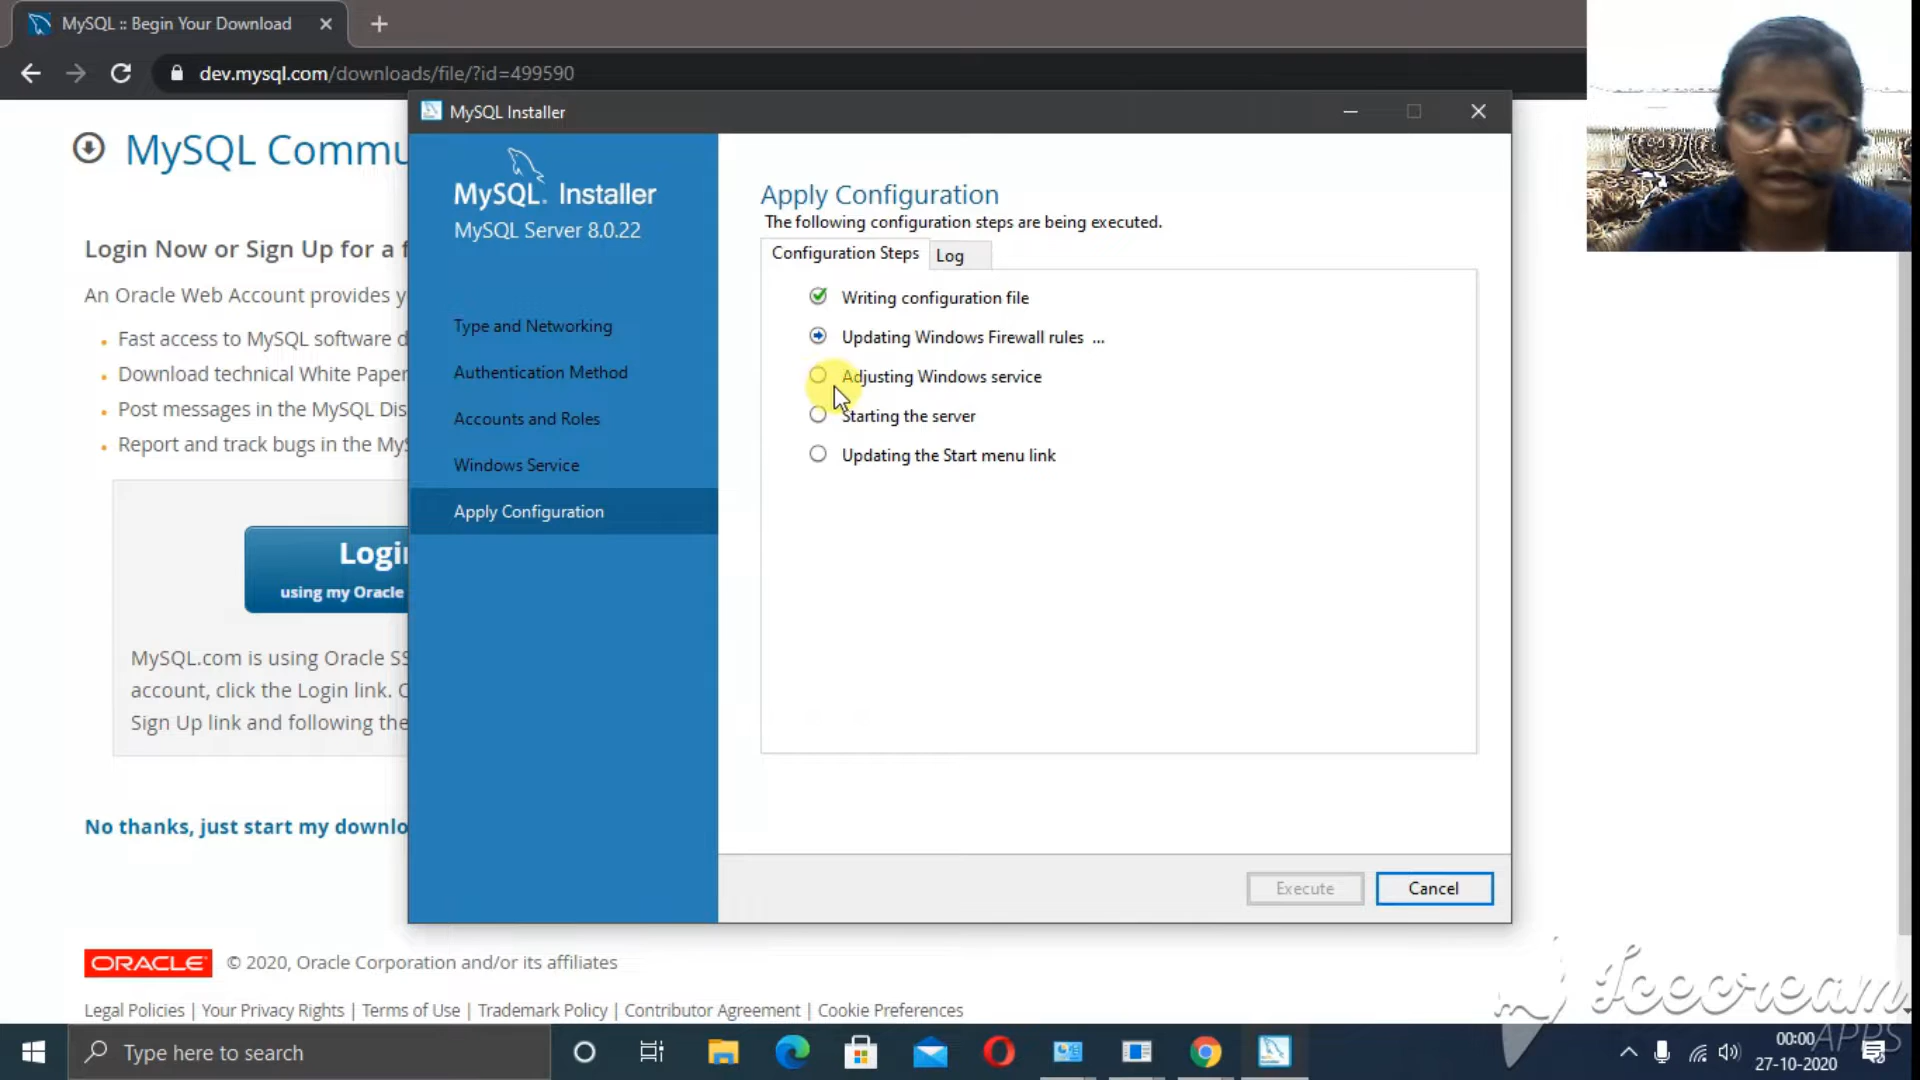 MySQL :: Begin Your Download
dev.mysql.com/downloads/file/?id=499590
MySQL Commu
Login Now or Sign Up for a f
An Oracle Web Account provides y
Fast access to MySQL software d
Download technical White Paper
Post messages in the MySQL Dis
Report and track bugs in the MyS
Login
using my Oracle
MySQL.com is using Oracle SS
account, click the Login link. O
Sign Up link and following the
No thanks, just start my downlo
MySQL Installer
MySQL Installer
MySQL Server 8.0.22
Type and Networking
Authentication Method
Accounts and Roles
Windows Service
Apply Configuration
Apply Configuration
The following configuration steps are being executed.
Configuration Steps
Log
Writing configuration file
Updating Windows Firewall rules ...
Adjusting Windows service
Starting the server
Updating the Start menu link
Execute
Cancel
ORACLE © 2020, Oracle Corporation and/or its affiliates
Legal Policies | Your Privacy Rights | Terms of Use | Trademark Policy | Contributor Agreement | Cookie Preferences
Icecream
APPS
Type here to search
00:00
27-10-2020